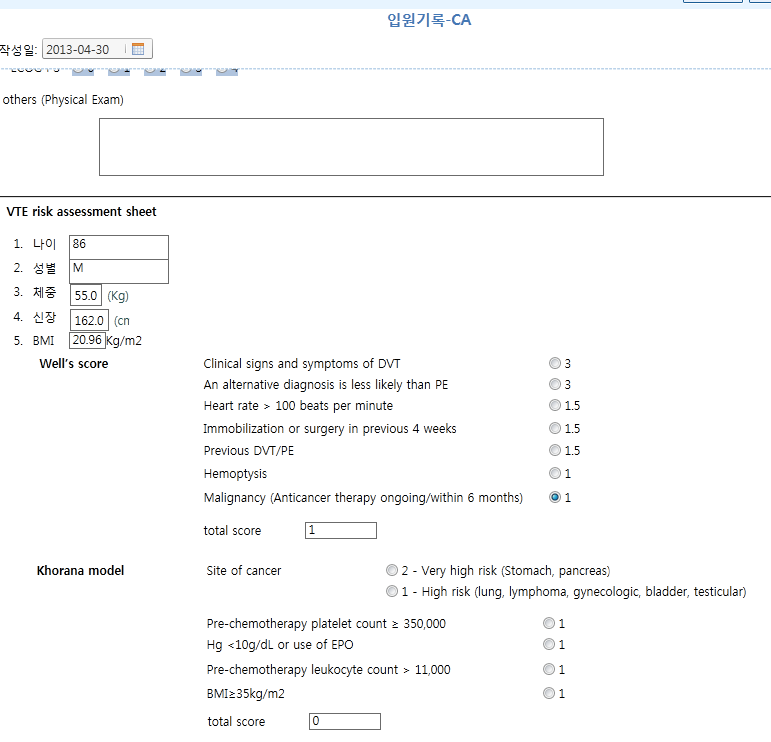 입원기록-CA
작성일: 2013-04-30
others (Physical Exam)
VTE risk assessment sheet
1. 나이 86
2. 성별 M
3. 체중 55.0 (Kg)
4. 신장 162.0 (cn
5. BMI 20.96 Kg/m2
Well's score Clinical signs and symptoms of DVT 3
An alternative diagnosis is less likely than PE 3
Heart rate > 100 beats per minute 1.5
Immobilization or surgery in previous 4 weeks 1.5
Previous DVT/PE 1.5
Hemoptysis 1
Malignancy (Anticancer therapy ongoing/within 6 months) 1
total score 1
Khorana model Site of cancer 2 - Very high risk (Stomach, pancreas)
1 - High risk (lung, lymphoma, gynecologic, bladder, testicular)
Pre-chemotherapy platelet count ≥ 350,000 1
Hg <10g/dL or use of EPO 1
Pre-chemotherapy leukocyte count > 11,000 1
BMI≥35kg/m2 1
total score 0